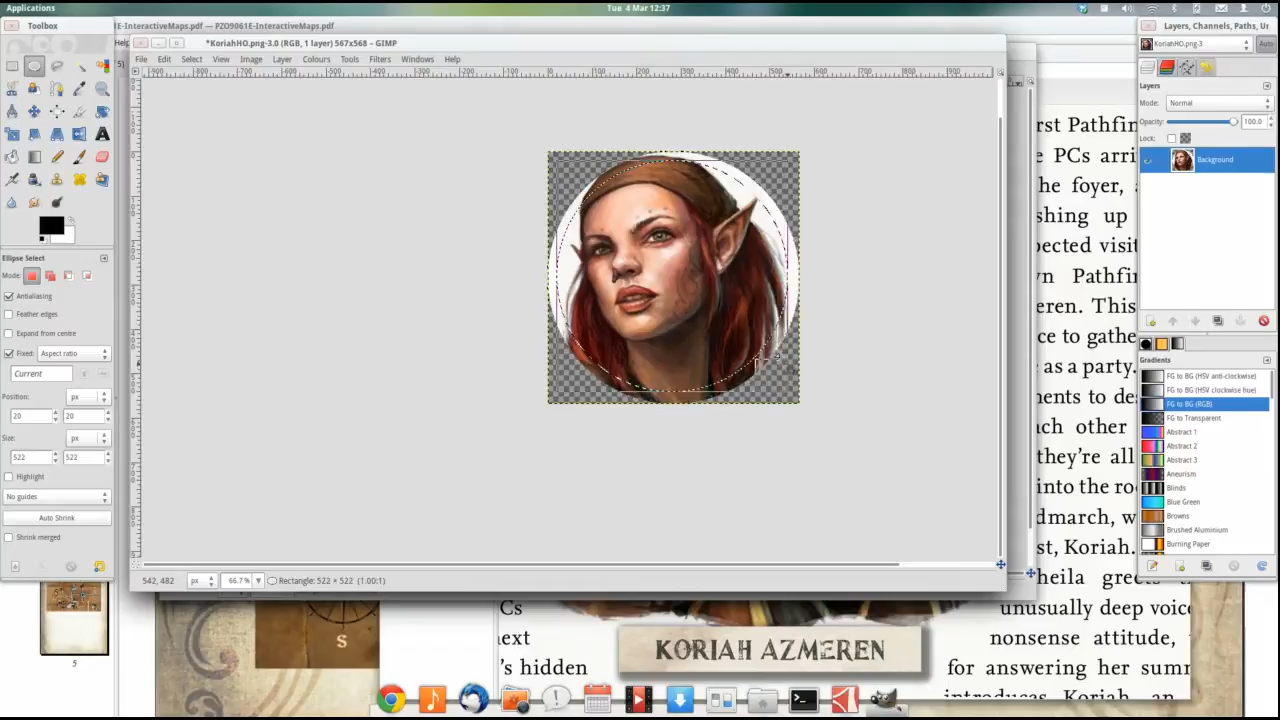 Applications
Tue 4 Mar 12:37
Toolbox
E-InteractiveMaps.pdf — PZO9061E-InteractiveMaps.pdf
Layers, Channels, Paths,
*KoriahHO.png-3.0 (RGB, 1 layer) 567x568 – GIMP
KoriahHO.png-3
Auto
File Edit Select View Image Layer Colours Tools Filters Windows Help
Layers
Mode: Normal
Opacity: 100.0
Lock:
Background
Ellipse Select
Mode:
Antialiasing
Feather edges
Expand from centre
Fixed: Aspect ratio
Current
Position: px
20 20
Size: px
522 522
Highlight
No guides
Auto Shrink
Shrink merged
Gradients
FG to BG (HSV anti-clockwise)
FG to BG (HSV clockwise hue)
FG to BG (RGB)
FG to Transparent
Abstract 1
Abstract 2
Abstract 3
Aneurism
Blinds
Blue Green
Browns
Brushed Aluminium
Burning Paper
542, 482 px 66.7% Rectangle: 522 × 522 (1.00:1)
rst Pathfin
e PCs arri
he foyer,
shing up
pected visit
n Pathfin
eren. This
ce to gathe
as a party.
ents to de
ach other
they're all
into the ro
dmarch, w
st, Koriah.
heila greets
unusually deep voice
nonsense attitude,
for answering her summ
introduces Koriah, an
Cs
ext
's hidden
S
KORIAH AZMEREN
5